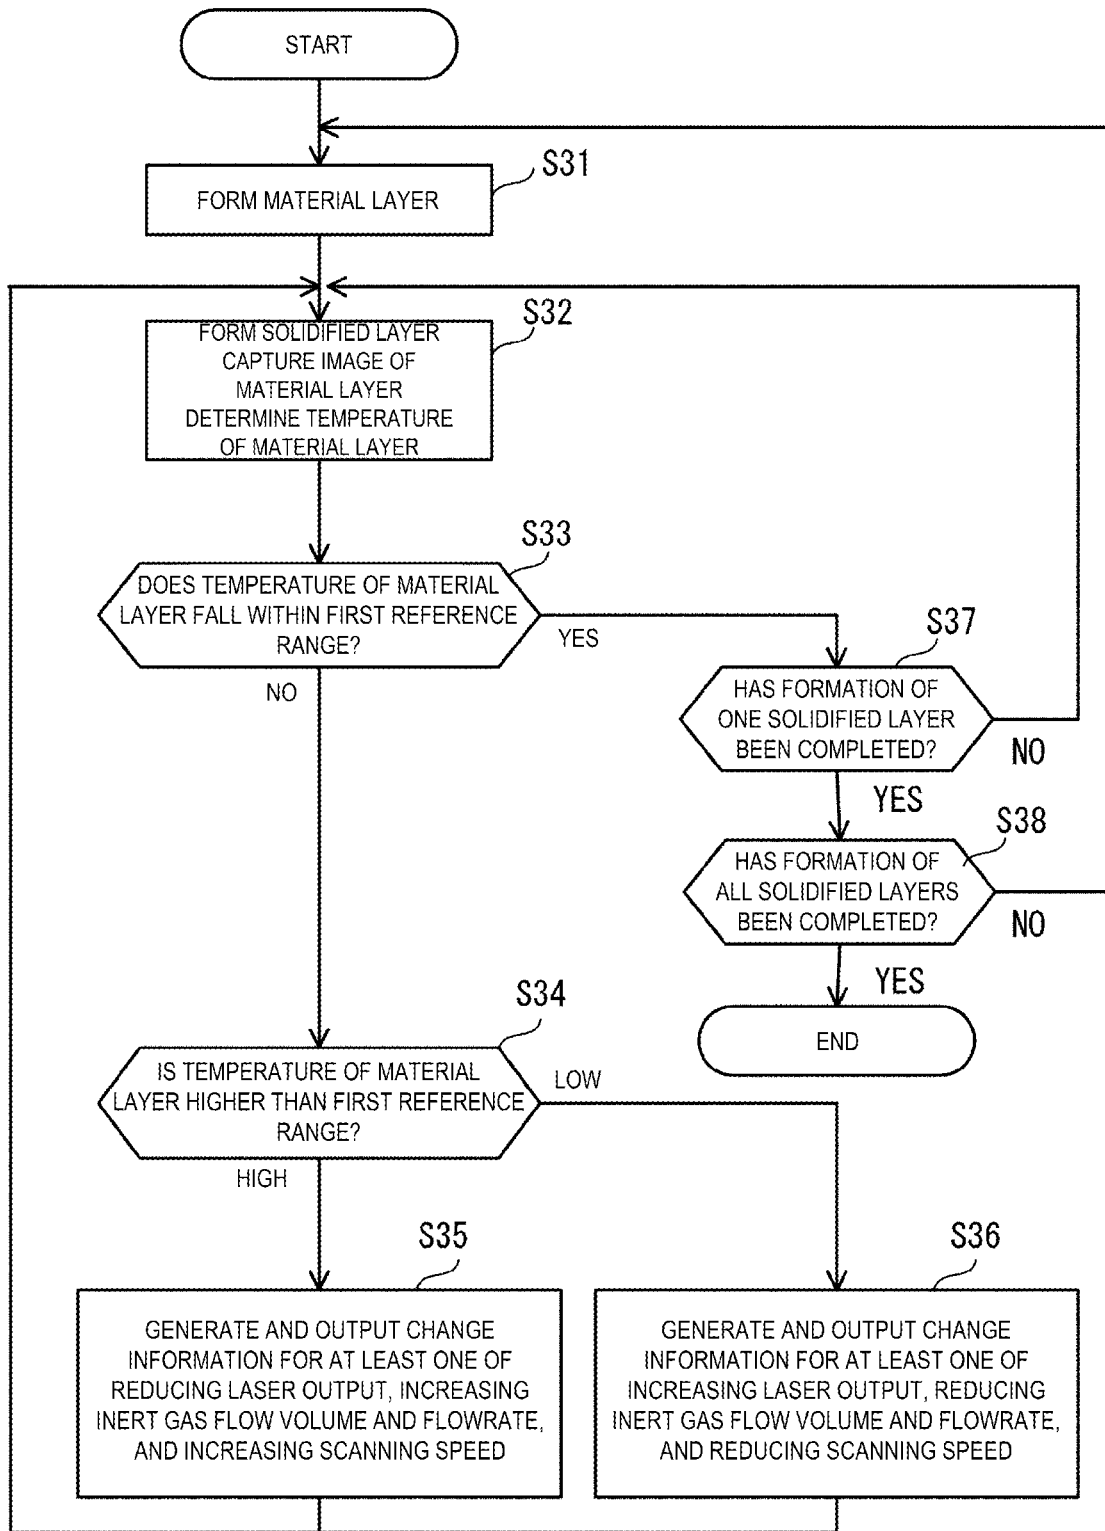 START
S31
FORM MATERIAL LAYER
S32
FORM SOLIDIFIED LAYER
CAPTURE IMAGE OF
MATERIAL LAYER
DETERMINE TEMPERATURE
OF MATERIAL LAYER
S33
DOES TEMPERATURE OF MATERIAL
LAYER FALL WITHIN FIRST REFERENCE
RANGE?
YES
NO
S37
HAS FORMATION OF
ONE SOLIDIFIED LAYER
BEEN COMPLETED?
NO
YES
S38
HAS FORMATION OF
ALL SOLIDIFIED LAYERS
BEEN COMPLETED?
NO
YES
END
S34
IS TEMPERATURE OF MATERIAL
LAYER HIGHER THAN FIRST REFERENCE
RANGE?
LOW
HIGH
S35
GENERATE AND OUTPUT CHANGE
INFORMATION FOR AT LEAST ONE OF
REDUCING LASER OUTPUT, INCREASING
INERT GAS FLOW VOLUME AND FLOWRATE,
AND INCREASING SCANNING SPEED
S36
GENERATE AND OUTPUT CHANGE
INFORMATION FOR AT LEAST ONE OF
INCREASING LASER OUTPUT, REDUCING
INERT GAS FLOW VOLUME AND FLOWRATE,
AND REDUCING SCANNING SPEED